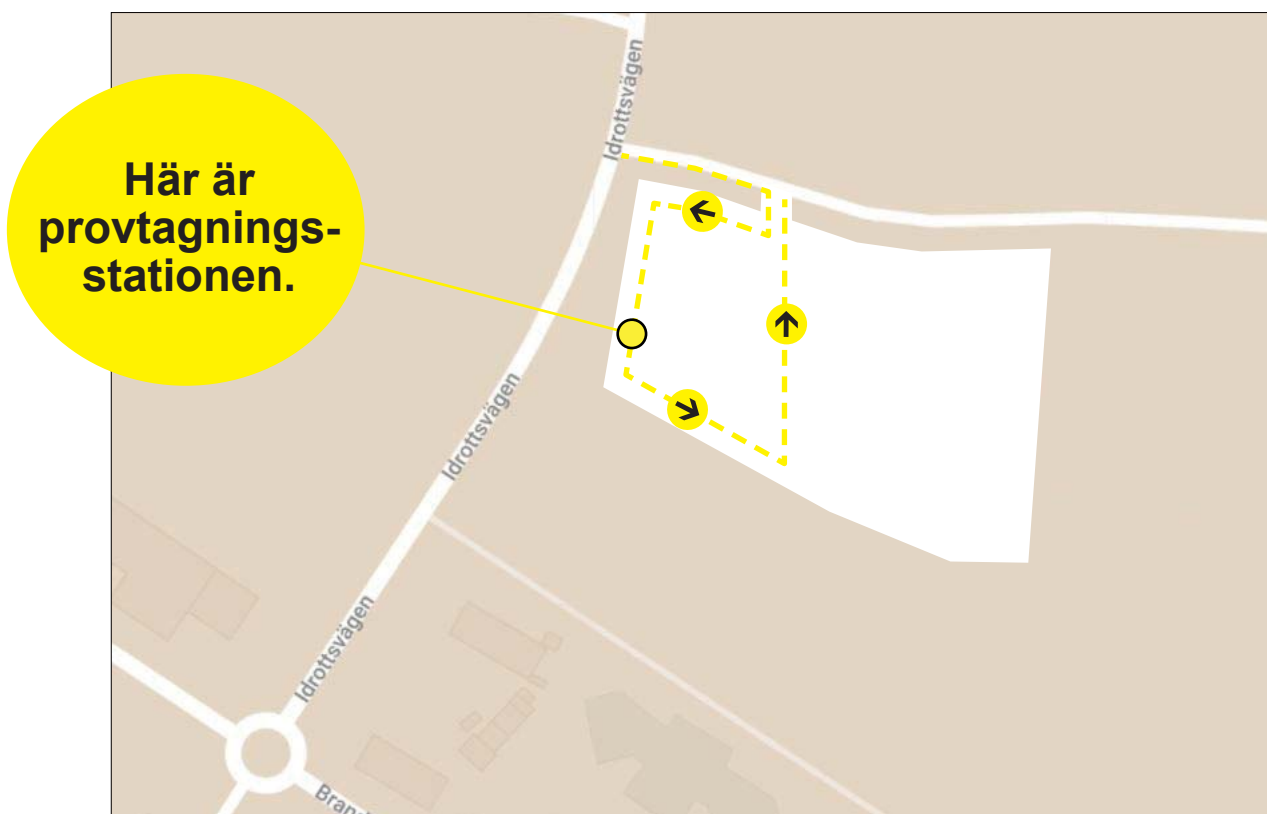 Idrottsvägen
Här är
provtagnings-
stationen.
Idrottsvägen
Idrottsvägen